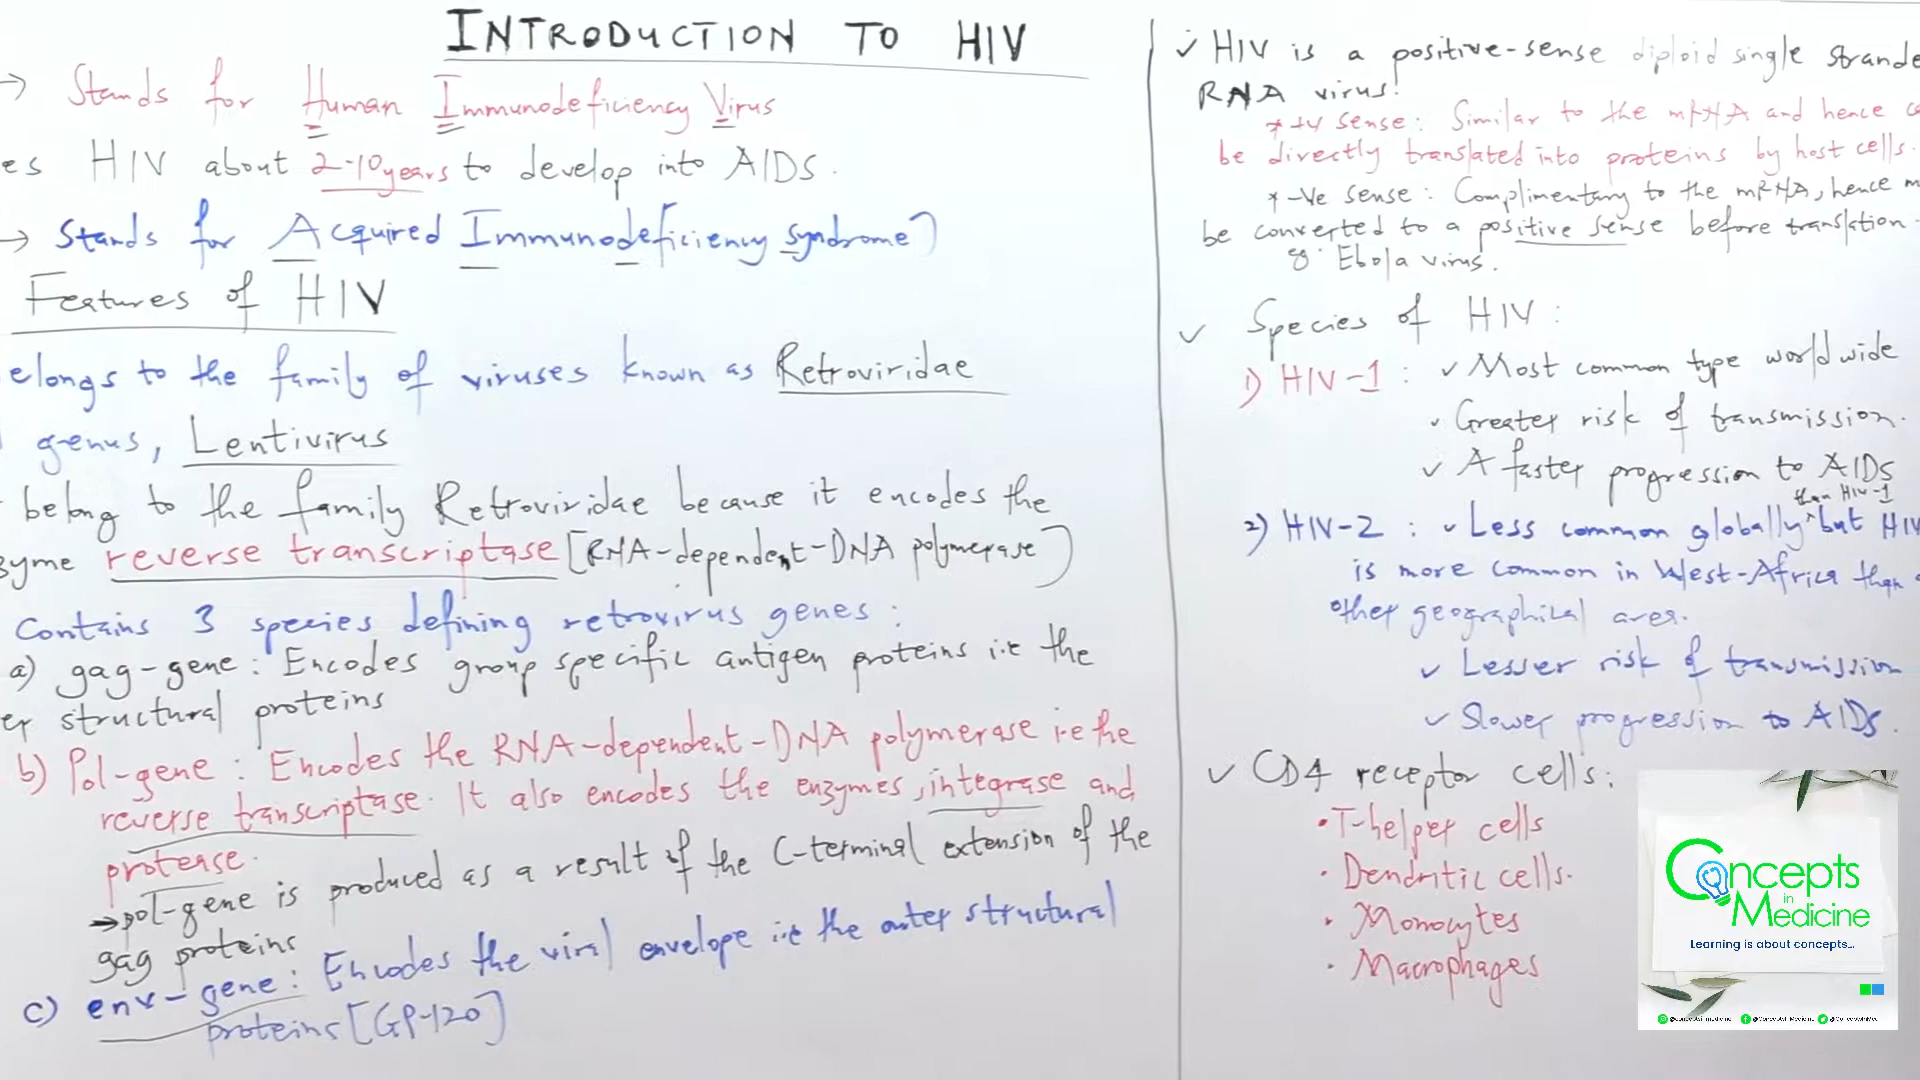 INTRODUCTION TO HIV
→ Stands for Human Immunodeficiency Virus
es HIV about 2-10years to develop into AIDS.
→ Stands for Acquired Immunodeficiency syndrome]
Features of HIV
elongs to the family of viruses known as Retroviridae
genus, Lentivirus
belong to the family Retroviridae because it encodes the
zyme reverse transcriptase [RNA-dependent-DNA polymerase]
Contains 3 species defining retrovirus genes:
a) gag-gene: Encodes group specific antigen proteins i.e the
er structural proteins
b) Pol-gene: Encodes the RNA-dependent-DNA polymerase i.e the
reverse transcriptase. It also encodes the enzymes, integrase and
protease.
→ pol-gene is produced as a result of the C-terminal extension of the
gag proteins
c) env-gene: Encodes the viral envelope i.e the outer structural
proteins [GP-120]
✓ HIV is a positive-sense diploid single strande
RNA virus!
* +ve sense: Similar to the mRNA and hence c
be directly translated into proteins by host cells.
* -Ve sense: Complimentary to the mRNA, hence m
be converted to a positive sense before translation.
eg. Ebola virus.
✓ Species of HIV:
1) HIV-1: ✓ Most common type worldwide
✓ Greater risk of transmission.
✓ A faster progression to AIDS
2) HIV-2: ✓ Less common globally than HIV-1 but HIV
is more common in West-Africa than
other geographical area.
✓ Lesser risk of transmission
✓ Slower progression to AIDS.
✓ CD4 receptor cells:
• T-helper cells
• Dendritic cells.
• Monocytes
• Macrophages
Concepts
in
Medicine
Learning is about concepts...